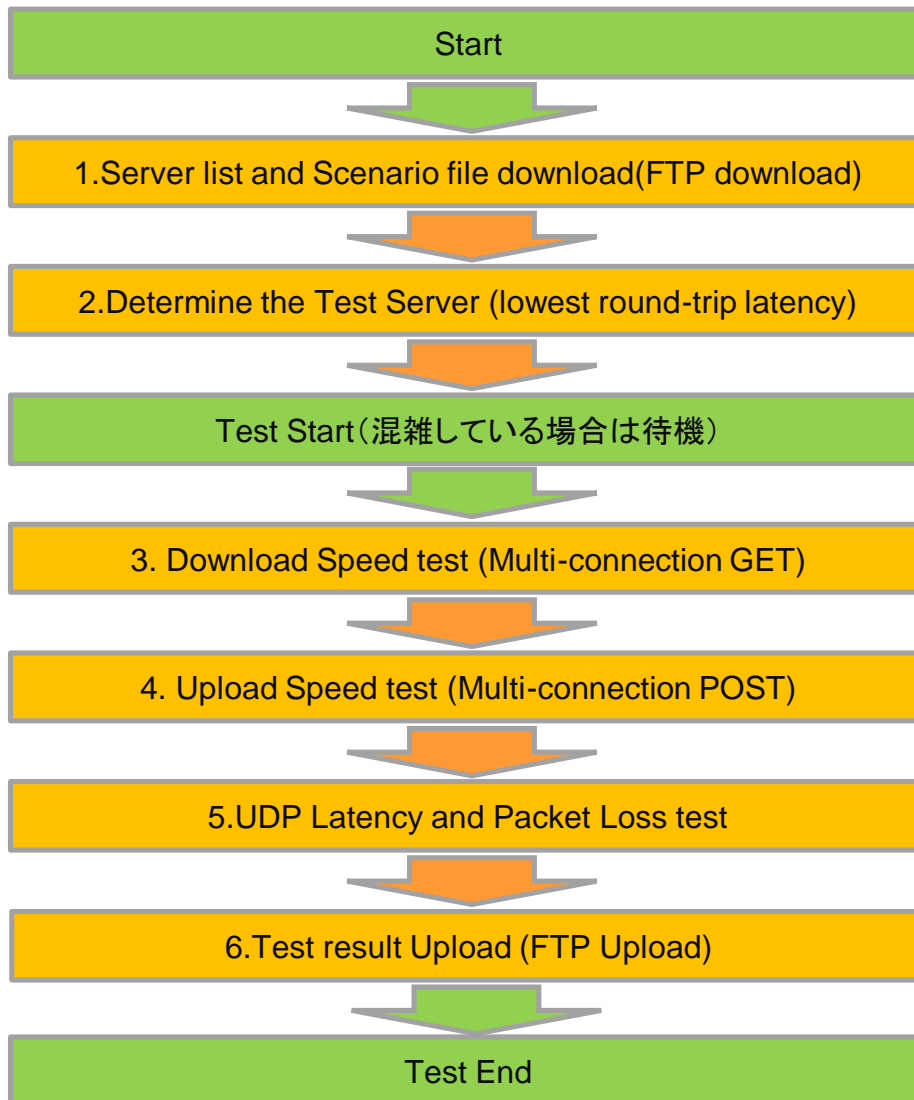 Start
1.Server list and Scenario file download(FTP download)
2.Determine the Test Server (lowest round-trip latency)
Test Start（混雑している場合は待機）
3. Download Speed test (Multi-connection GET)
4. Upload Speed test (Multi-connection POST)
5.UDP Latency and Packet Loss test
6.Test result Upload (FTP Upload)
Test End